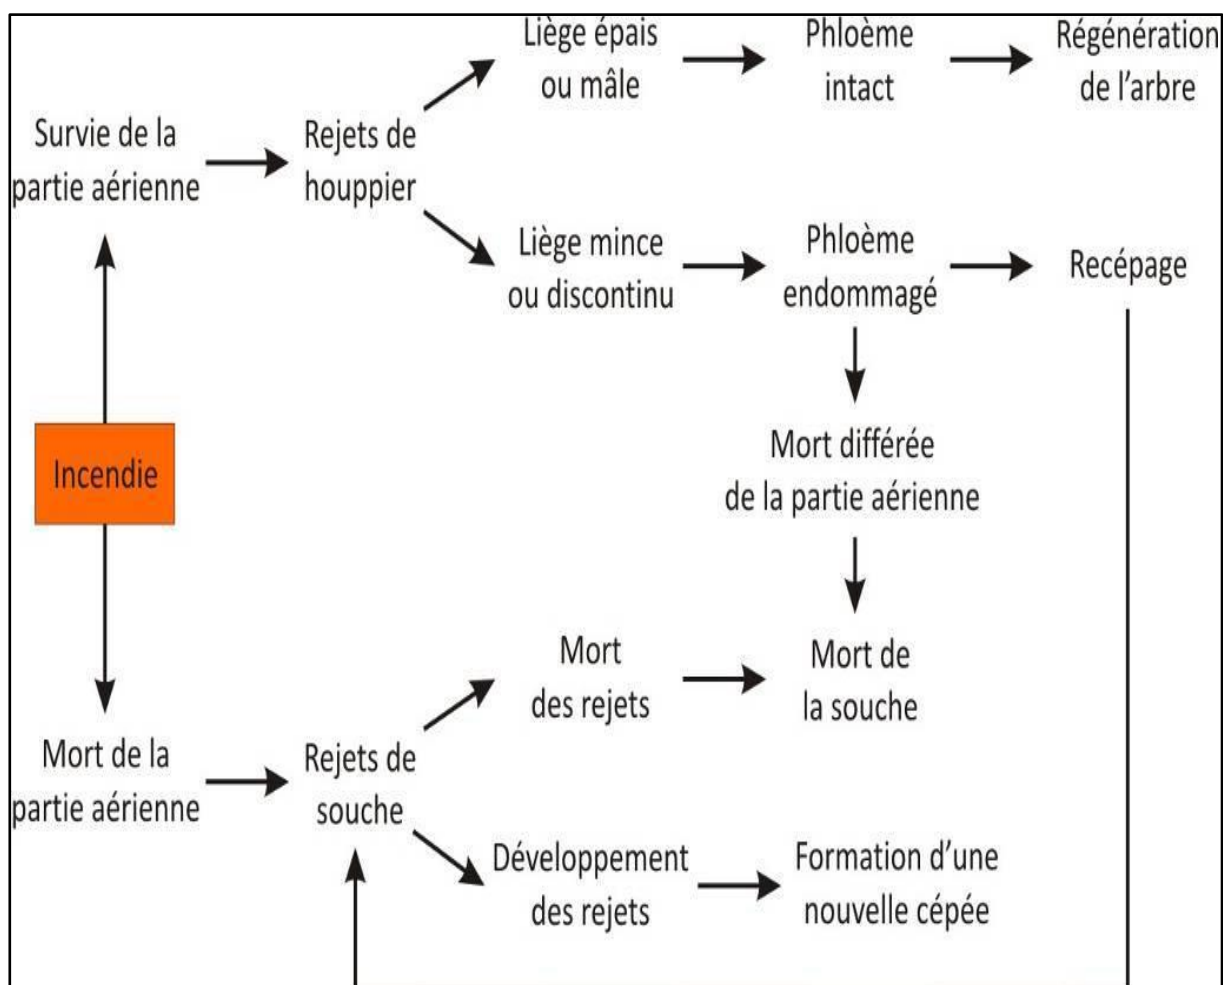 Liège épais
ou mâle
Phloème
intact
Régénération
de l'arbre
Survie de la
partie aérienne
Rejets de
houppier
Liège mince
ou discontinu
Phloème
endommagé
Recépage
Incendie
Mort différée
de la partie aérienne
Mort
des rejets
Mort de
la souche
Mort de la
partie aérienne
Rejets de
souche
Développement
des rejets
Formation d'une
nouvelle cépée